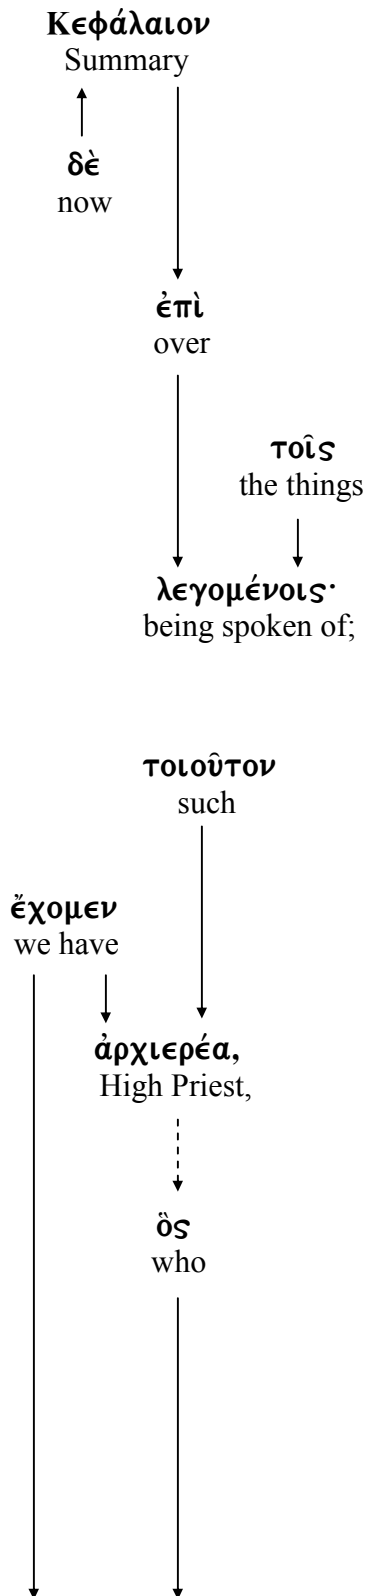 Κεφάλαιον
Summary
δὲ
now
ἐπὶ
over
τοῖς
the things
λεγομένοις·
being spoken of;
τοιοῦτον
such
ἔχομεν
we have
ἀρχιερέα,
High Priest,
ὃς
who